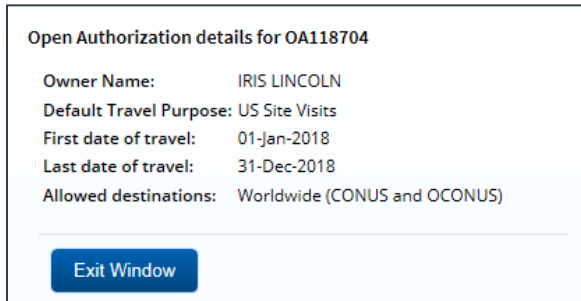 Open Authorization details for OA118704
Owner Name: IRIS LINCOLN
Default Travel Purpose: US Site Visits
First date of travel: 01-Jan-2018
Last date of travel: 31-Dec-2018
Allowed destinations: Worldwide (CONUS and OCONUS)
Exit Window